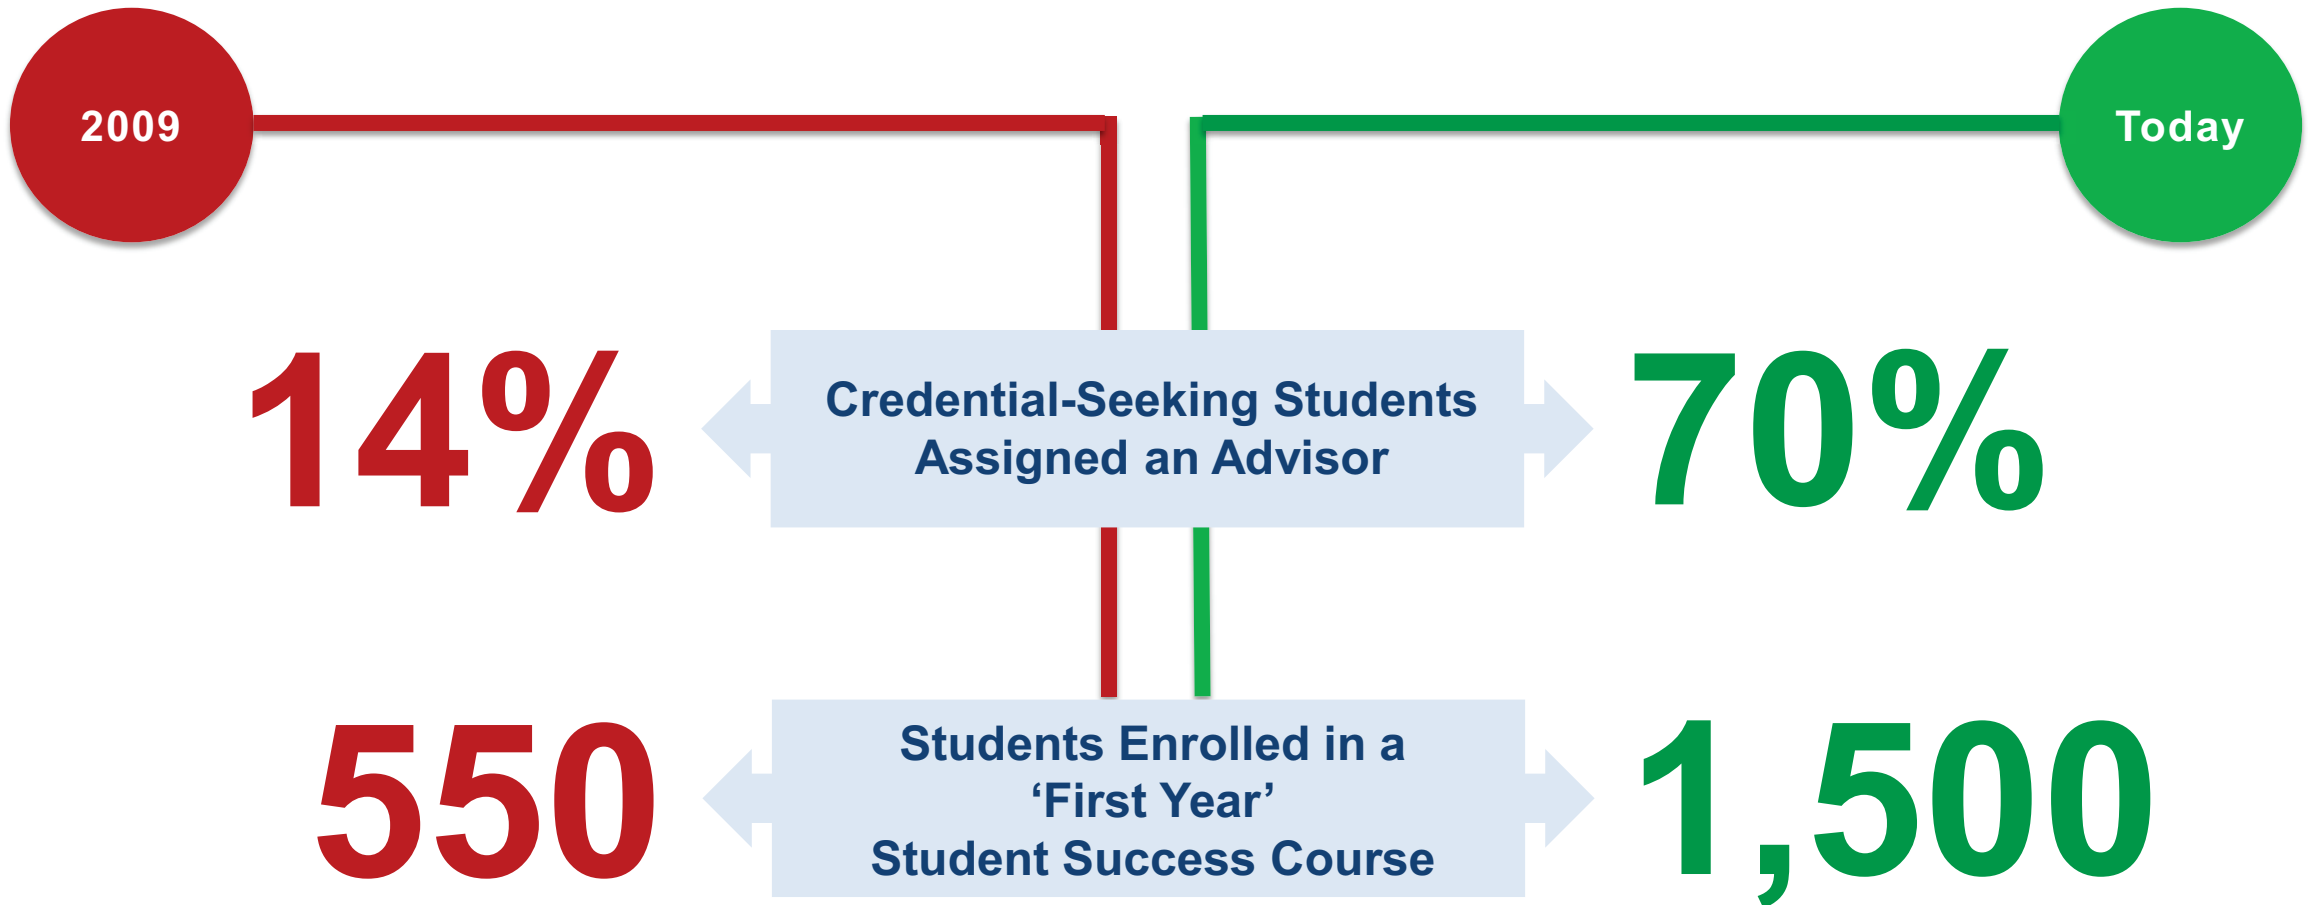 2009
Today
14%
Credential-Seeking Students
Assigned an Advisor
70%
550
Students Enrolled in a
‘First Year’
Student Success Course
1,500